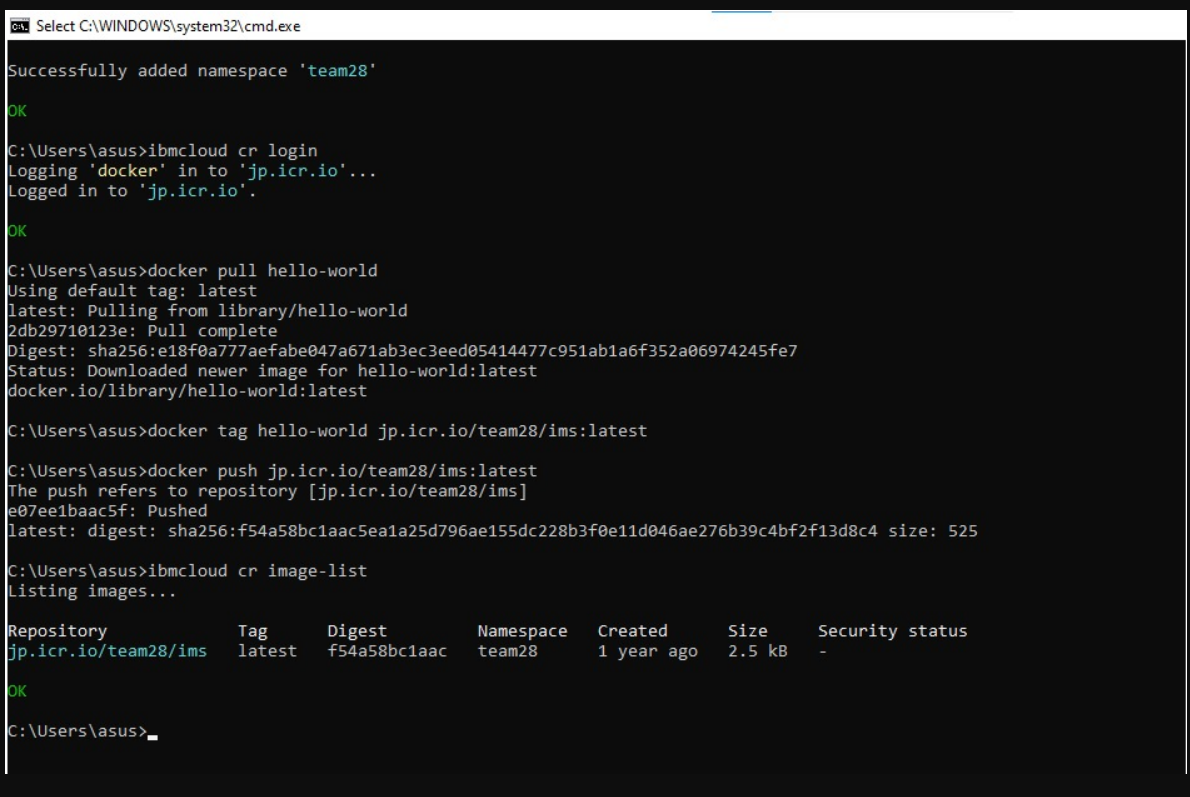 Select C:\WINDOWS\system32\cmd.exe
Successfully added namespace 'team28'
OK
C:\Users\asus>ibmcloud cr login
Logging 'docker' in to 'jp.icr.io'...
Logged in to 'jp.icr.io'.
OK
C:\Users\asus>docker pull hello-world
Using default tag: latest
latest: Pulling from library/hello-world
2db29710123e: Pull complete
Digest: sha256:e18f0a777aefabe047a671ab3ec3eed05414477c951ab1a6f352a06974245fe7
Status: Downloaded newer image for hello-world:latest
docker.io/library/hello-world:latest
C:\Users\asus>docker tag hello-world jp.icr.io/team28/ims:latest
C:\Users\asus>docker push jp.icr.io/team28/ims:latest
The push refers to repository [jp.icr.io/team28/ims]
e07ee1baac5f: Pushed
latest: digest: sha256:f54a58bc1aac5ea1a25d796ae155dc228b3f0e11d046ae276b39c4bf2f13d8c4 size: 525
C:\Users\asus>ibmcloud cr image-list
Listing images...
Repository Tag Digest Namespace Created Size Security status
jp.icr.io/team28/ims latest f54a58bc1aac team28 1 year ago 2.5 kB -
OK
C:\Users\asus>